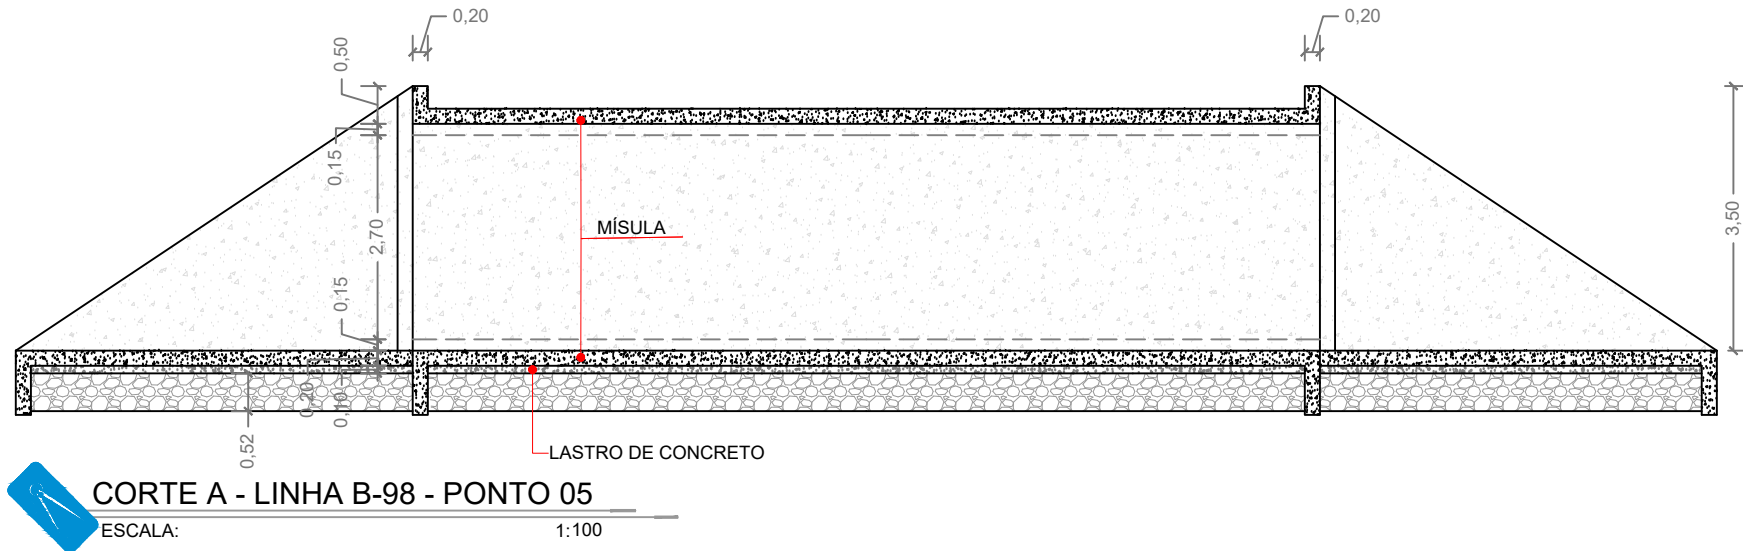 0,20
0,20
0,50
0,15
2,70
3,50
MÍSULA
0,15
0,20
0,10
0,52
LASTRO DE CONCRETO
CORTE A - LINHA B-98 - PONTO 05
ESCALA: 1:100